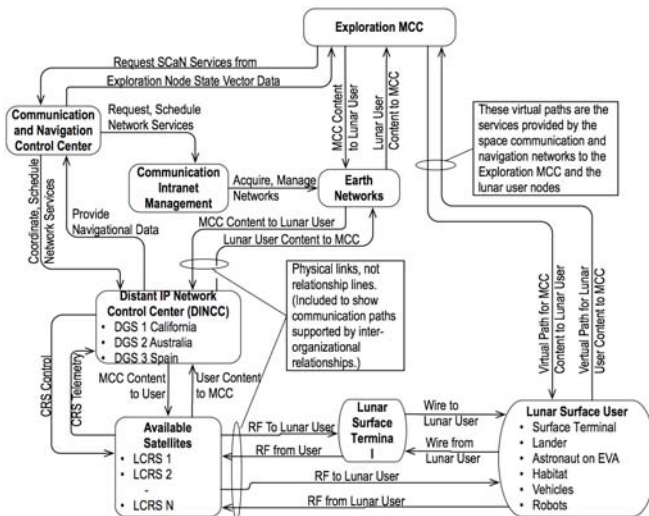 Exploration MCC
Request SCaN Services from
Exploration Node State Vector Data
Communication
and Navigation
Control Center
Request, Schedule
Network Services
MCC Content
to Lunar User
Lunar User
Content to MCC
These virtual paths are the
services provided by the
space communication and
navigation networks to the
Exploration MCC and the
lunar user nodes
Communication
Intranet
Management
Acquire, Manage
Networks
Earth
Networks
Coordinate, Schedule
Network Services
Provide
Navigational Data
MCC Content to Lunar User
Lunar User Content to MCC
Distant IP Network
Control Center (DINCC)
• DGS 1 California
• DGS 2 Australia
• DGS 3 Spain
Physical links, not
relationship lines.
(Included to show
communication paths
supported by inter-
organizational
relationships.)
Virtual Path for MCC
Content to Lunar User
Vertual Path for Lunar
User Content to MCC
CRS Control
CRS Telemetry
MCC Content
to User
User Content
to MCC
Available
Satellites
• LCRS 1
• LCRS 2
-
• LCRS N
RF To Lunar User
RF from User
Lunar
Surface
Termina
l
Wire to
Lunar User
Wire from
Lunar User
RF to Lunar User
RF from Lunar User
Lunar Surface User
• Surface Terminal
• Lander
• Astronaut on EVA
• Habitat
• Vehicles
• Robots